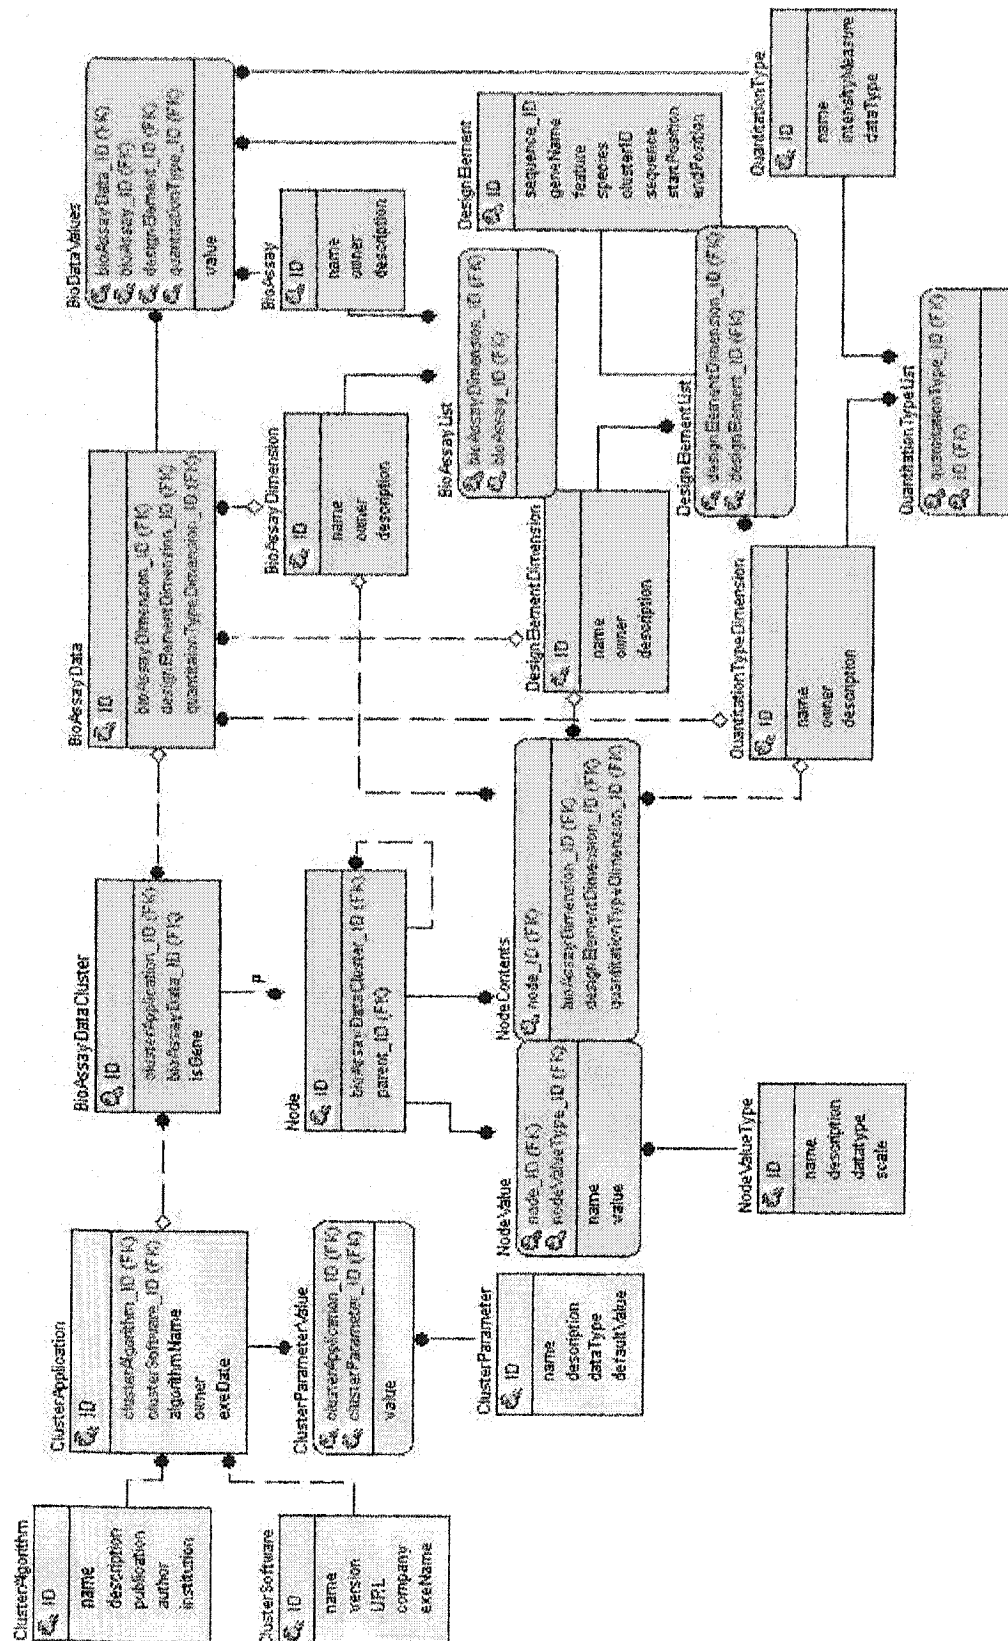 ClusterAlgorithm
ID
name
description
publication
author
institution
ClusterSoftware
ID
name
version
URL
company
exeName
ClusterApplication
ID
clusterAlgorithm_ID (FK)
clusterSoftware_ID (FK)
algorithmName
owner
exeDate
ClusterParameterValue
clusterApplication_ID (FK)
clusterParameter_ID (FK)
value
ClusterParameter
ID
name
description
dataType
defaultValue
BioAssayDataCluster
ID
clusterApplication_ID (FK)
bioAssayData_ID (FK)
isGene
P
Node
ID
bioAssayDataCluster_ID (FK)
parent_ID (FK)
NodeValue
node_ID (FK)
nodeValueType_ID (FK)
name
value
NodeContents
node_ID (FK)
bioAssayDimension_ID (FK)
designElementDimension_ID (FK)
quantitationTypeDimension_ID (FK)
NodeValueType
ID
name
description
datatype
scale
BioAssayData
ID
bioAssayDimension_ID (FK)
designElementDimension_ID (FK)
quantitationTypeDimension_ID (FK)
BioAssayDimension
ID
name
owner
description
DesignElementDimension
ID
name
owner
description
QuantitationTypeDimension
ID
name
owner
description
BioDataValues
bioAssayData_ID (FK)
bioAssay_ID (FK)
designElement_ID (FK)
quantitationType_ID (FK)
value
BioAssay
ID
name
owner
description
BioAssayList
bioAssayDimension_ID (FK)
bioAssay_ID (FK)
DesignElement
ID
sequence_ID
geneName
feature
species
clusterID
sequence
startPosition
endPosition
DesignElementList
designElementDimension_ID (FK)
designElement_ID (FK)
QuantitationType
ID
name
intensityMeasure
dataType
QuantitationTypeList
quantitationType_ID (FK)
ID (FK)